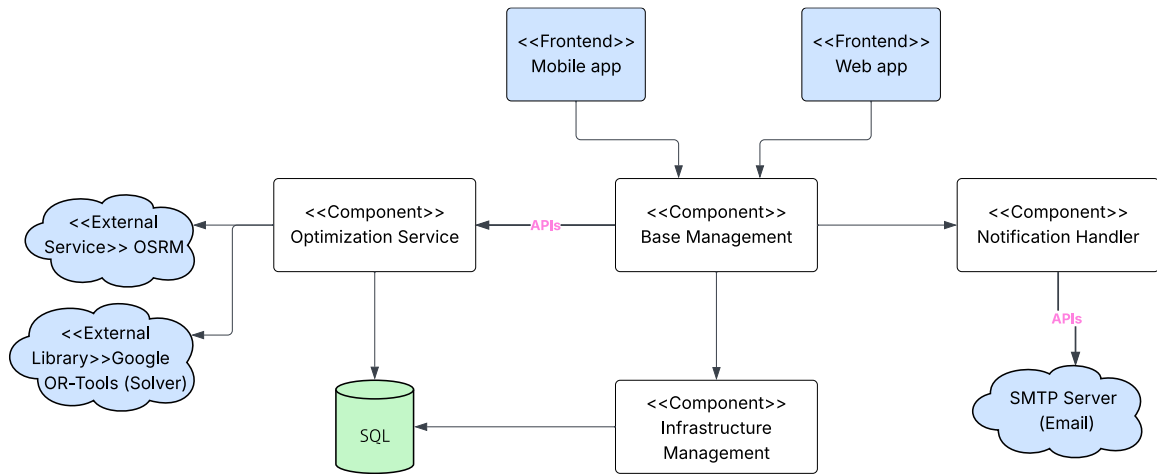 <<Frontend>>
Mobile app
<<Frontend>>
Web app
<<External
Service>> OSRM
<<Component>>
Optimization Service
APIs
<<Component>>
Base Management
<<Component>>
Notification Handler
<<External
Library>>Google
OR-Tools (Solver)
APIs
SQL
<<Component>>
Infrastructure
Management
SMTP Server
(Email)